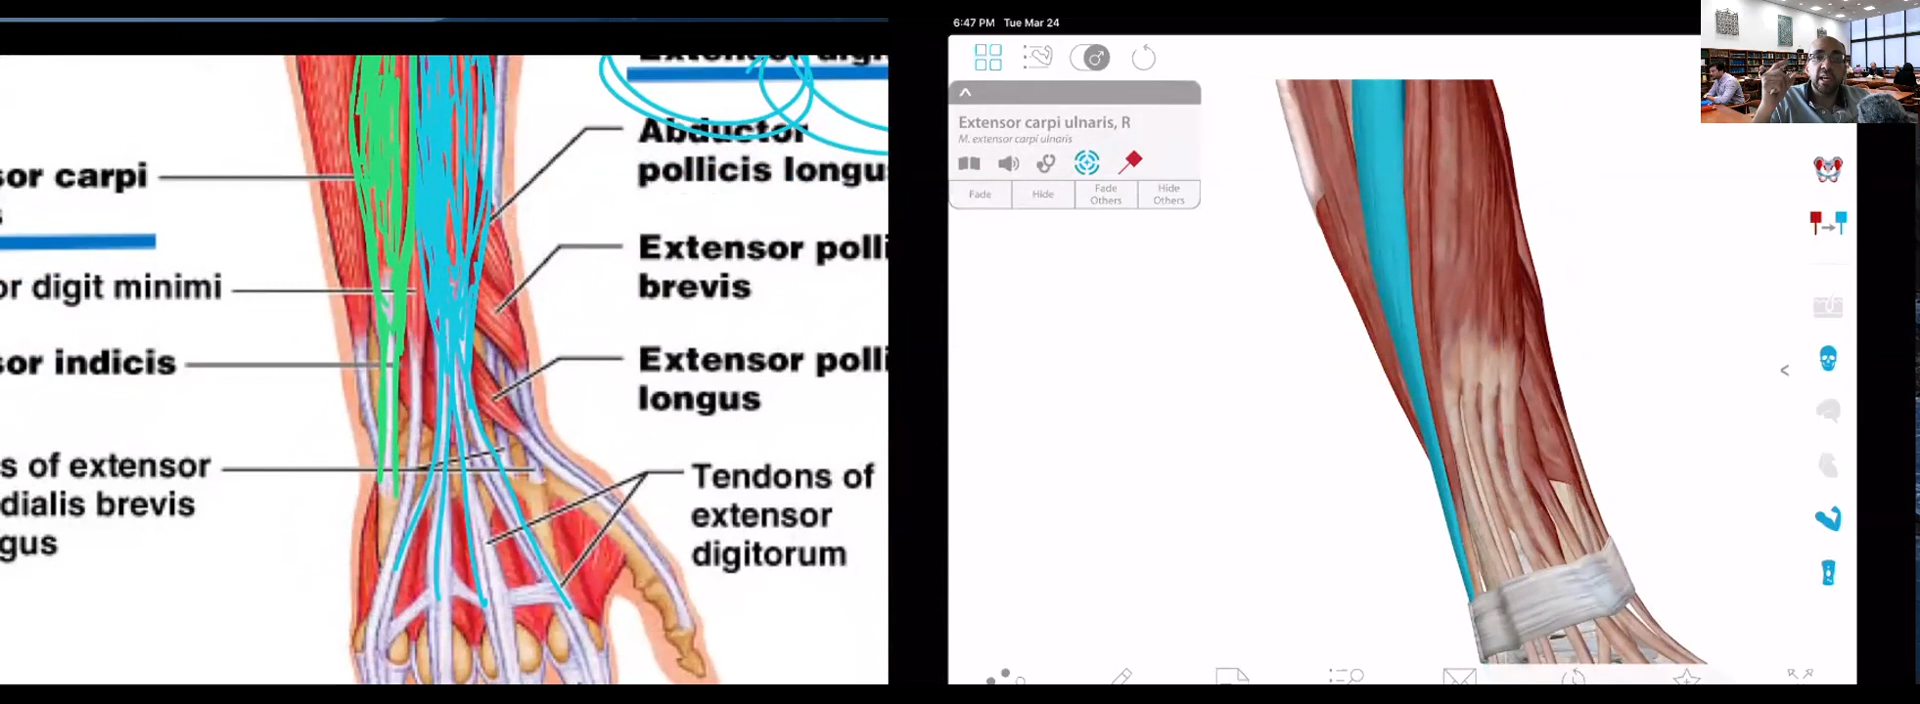 sor carpi
or digit minimi
sor indicis
s of extensor
dialis brevis
gus
Abductor
pollicis longu
Extensor polli
brevis
Extensor polli
longus
Tendons of
extensor
digitorum
6:47 PM Tue Mar 24
Extensor carpi ulnaris, R
M. extensor carpi ulnaris
Fade
Hide
Fade
Others
Hide
Others